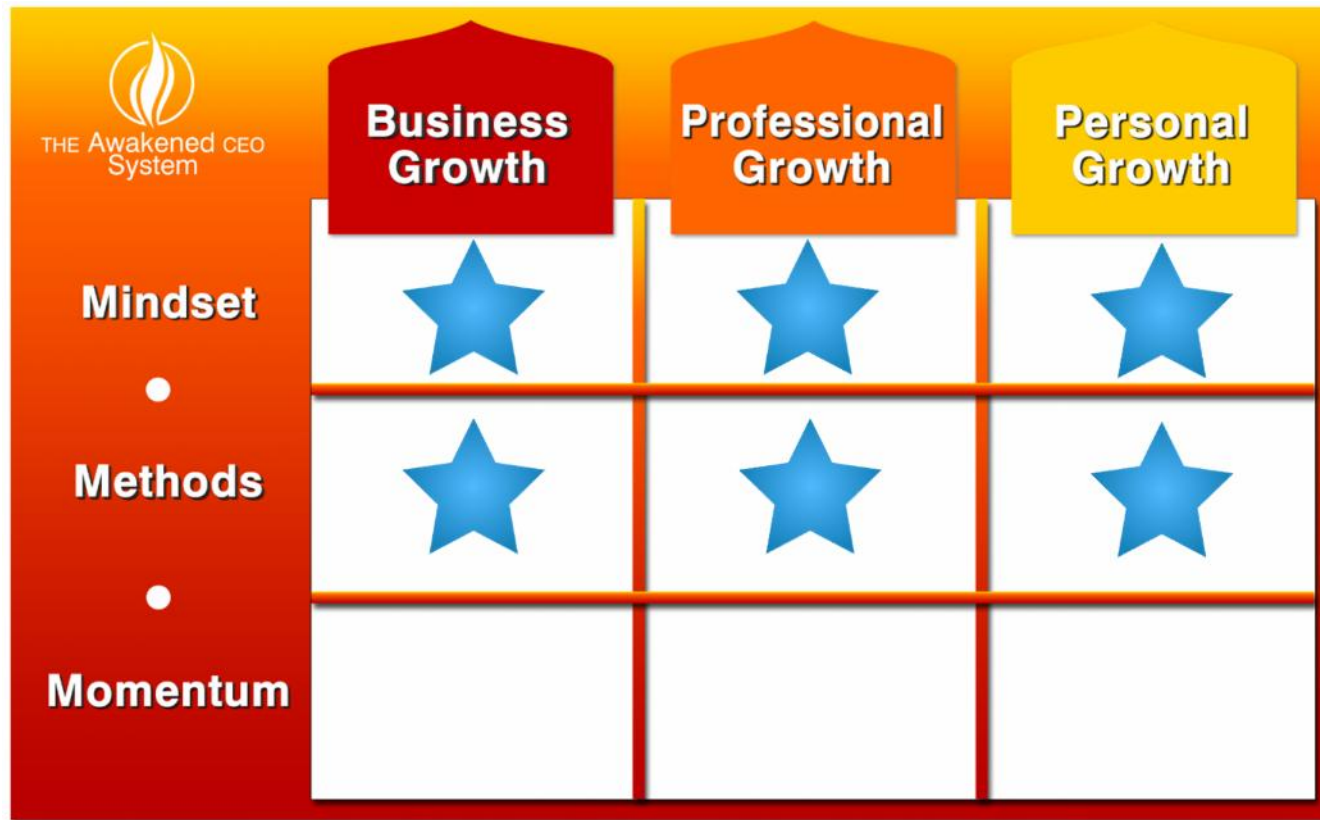 THE Awakened CEO
System
Business
Growth
Professional
Growth
Personal
Growth
Mindset
Methods
Momentum